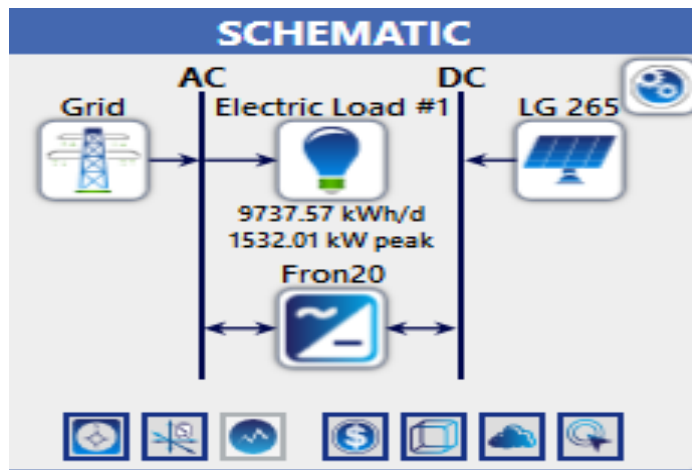 SCHEMATIC
AC DC
Grid Electric Load #1 LG 265
9737.57 kWh/d
1532.01 kW peak
Fron20